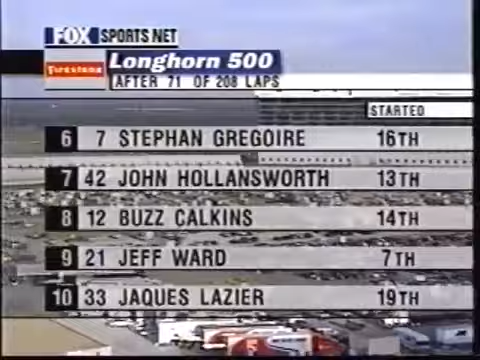 FOX SPORTS NET
Firestone
Longhorn 500
AFTER 71 OF 208 LAPS
STARTED
6 7 STEPHAN GREGOIRE 16TH
7 42 JOHN HOLLANSWORTH 13TH
8 12 BUZZ CALKINS 14TH
9 21 JEFF WARD 7TH
10 33 JAQUES LAZIER 19TH